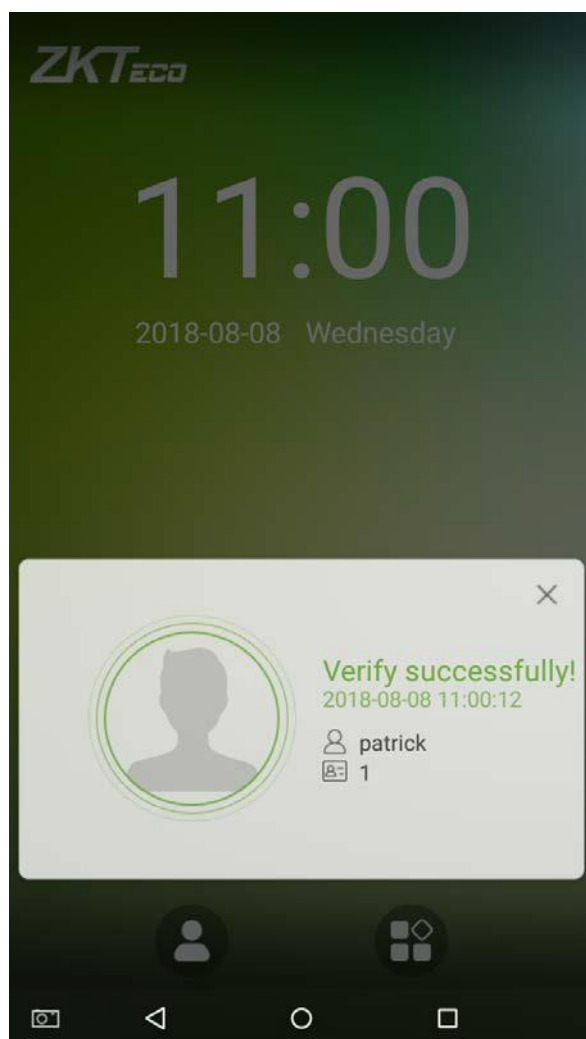 ZKTECO
11:00
2018-08-08 Wednesday
Verify successfully!
2018-08-08 11:00:12
patrick
1